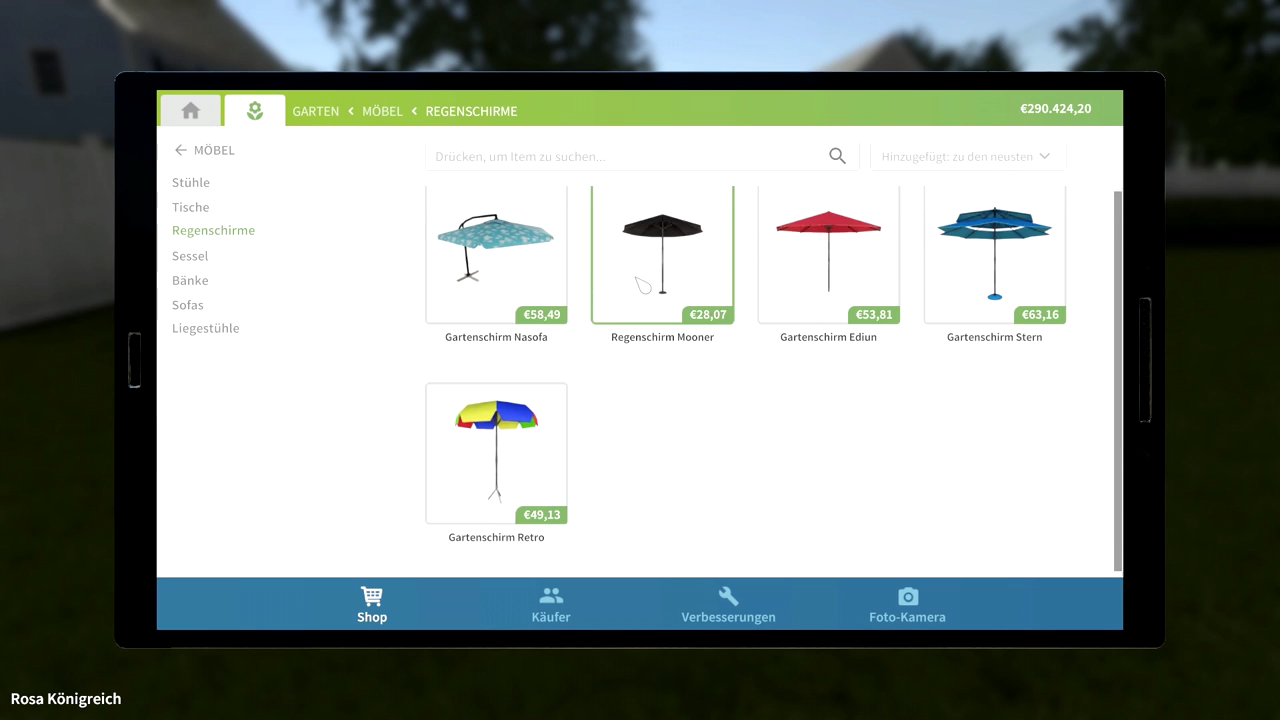 GARTEN < MÖBEL < REGENSCHIRME
€290.424,20
MÖBEL
Drücken, um Item zu suchen...
Hinzugefügt: zu den neusten
Stühle
Tische
Regenschirme
Sessel
Bänke
Sofas
Liegestühle
€58,49
€28,07
€53,81
€63,16
Gartenschirm Nasofa
Regenschirm Mooner
Gartenschirm Ediun
Gartenschirm Stern
€49,13
Gartenschirm Retro
Shop
Käufer
Verbesserungen
Foto-Kamera
Rosa Königreich